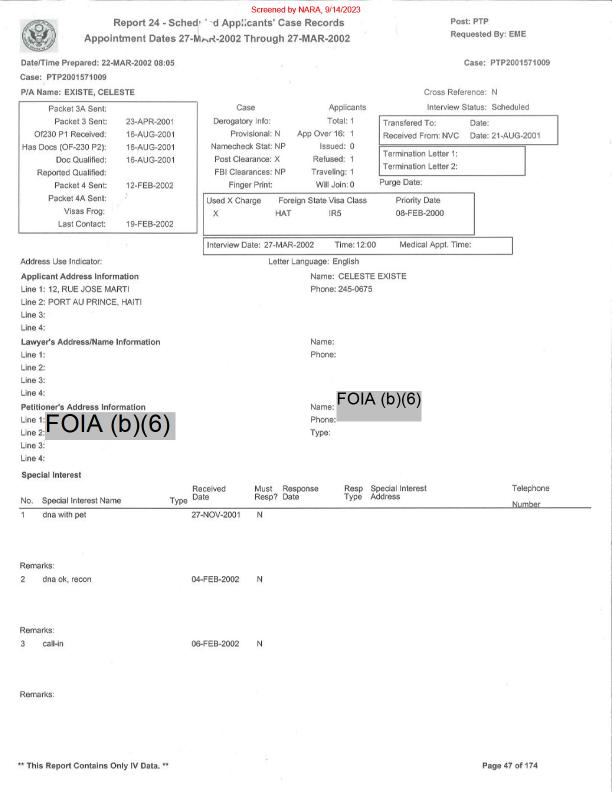 Screened by NARA, 9/14/2023
Report 24 - Scheduled Applicants' Case Records
Post: PTP
Appointment Dates 27-MAR-2002 Through 27-MAR-2002
Requested By: EME
Date/Time Prepared: 22-MAR-2002 08:05
Case: PTP2001571009
Case: PTP2001571009
P/A Name: EXISTE, CELESTE
Cross Reference: N
Interview Status: Scheduled
Packet 3A Sent:
Packet 3 Sent: 23-APR-2001
Of230 P1 Received: 16-AUG-2001
Has Docs (OF-230 P2): 16-AUG-2001
Doc Qualified: 16-AUG-2001
Reported Qualified:
Packet 4 Sent: 12-FEB-2002
Packet 4A Sent:
Visas Frog:
Last Contact: 19-FEB-2002
Case Applicants
Derogatory Info: Total: 1
Provisional: N App Over 16: 1
Namecheck Stat: NP Issued: 0
Post Clearance: X Refused: 1
FBI Clearances: NP Traveling: 1
Finger Print: Will Join: 0
Transfered To: Date:
Received From: NVC Date: 21-AUG-2001
Termination Letter 1:
Termination Letter 2:
Purge Date:
Used X Charge Foreign State Visa Class Priority Date
X HAT IR5 08-FEB-2000
Interview Date: 27-MAR-2002 Time: 12:00 Medical Appt. Time:
Address Use Indicator: Letter Language: English
Applicant Address Information Name: CELESTE EXISTE
Line 1: 12, RUE JOSE MARTI Phone: 245-0675
Line 2: PORT AU PRINCE, HAITI
Line 3:
Line 4:
Lawyer's Address/Name Information Name:
Line 1: Phone:
Line 2:
Line 3:
Line 4:
Petitioner's Address Information Name: FOIA (b)(6)
Line 1: FOIA (b)(6) Phone:
Line 2: Type:
Line 3:
Line 4:
Special Interest
No. Special Interest Name Type Received Date Must Resp? Response Date Resp Type Special Interest Address Telephone Number
1 dna with pet 27-NOV-2001 N
Remarks:
2 dna ok, recon 04-FEB-2002 N
Remarks:
3 call-in 06-FEB-2002 N
Remarks:
** This Report Contains Only IV Data. **
Page 47 of 174